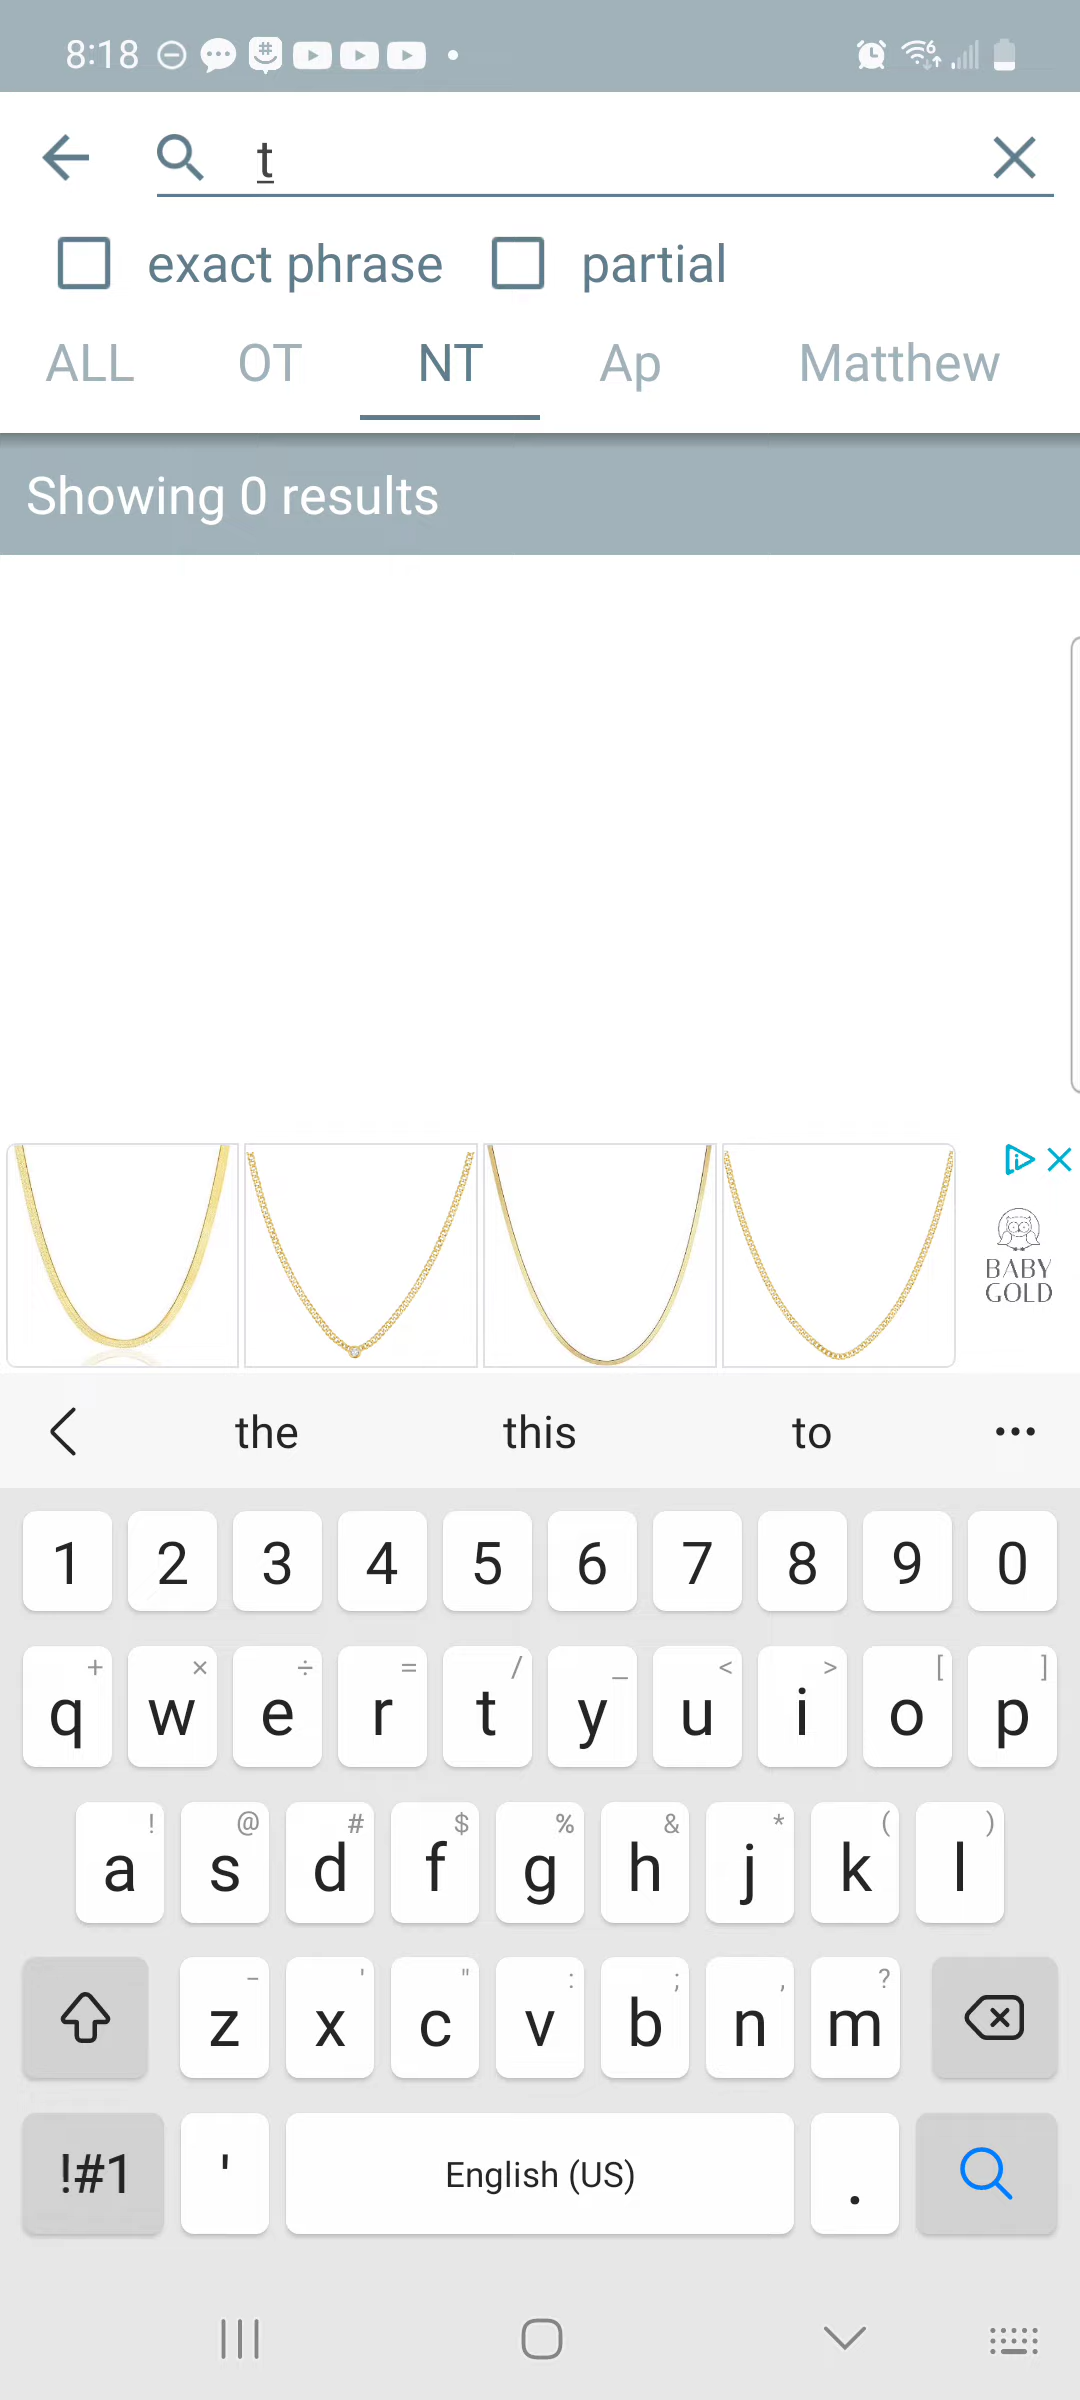 8:18
t
exact phrase partial
ALL OT NT Ap Matthew
Showing 0 results
BABY
GOLD
the this to ...
1 2 3 4 5 6 7 8 9 0
+ × ÷ = / _ < > [ ]
q w e r t y u i o p
! @ # $ % & * ( )
a s d f g h j k l
- ' " : ; , ?
z x c v b n m
!#1 ' English (US) .